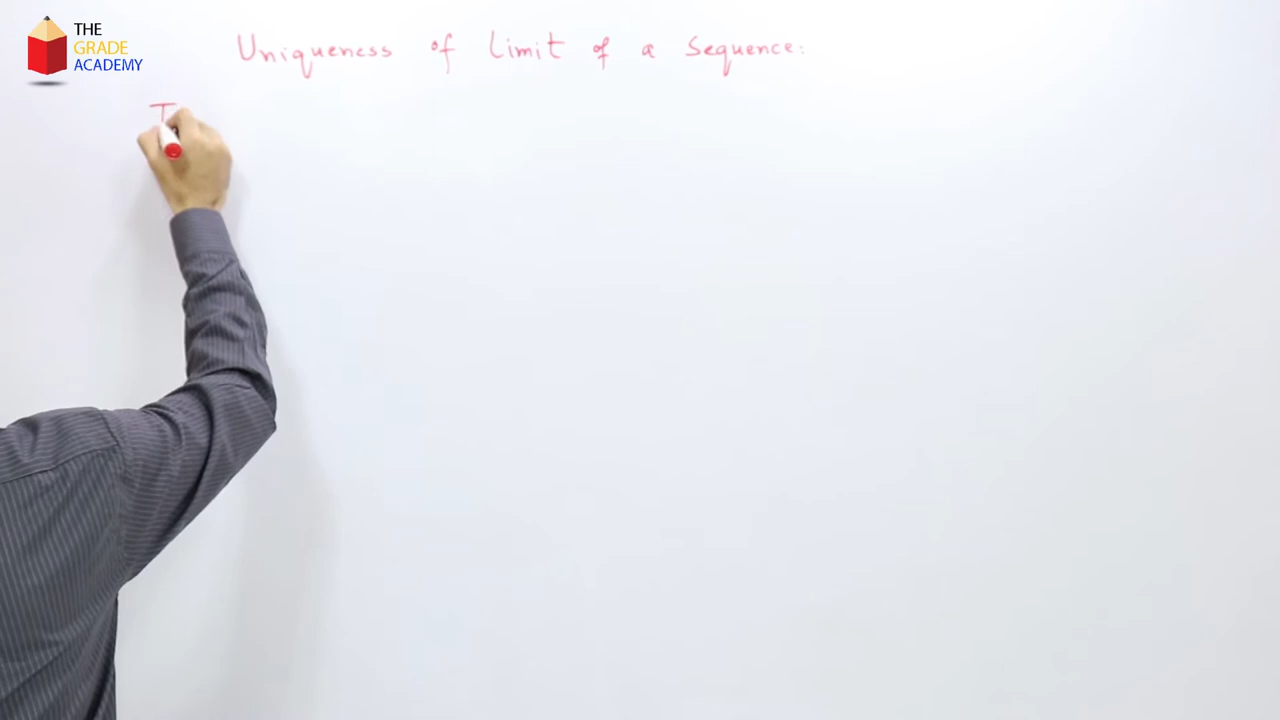 THE
GRADE
ACADEMY
Uniqueness of Limit of a Sequence:
T